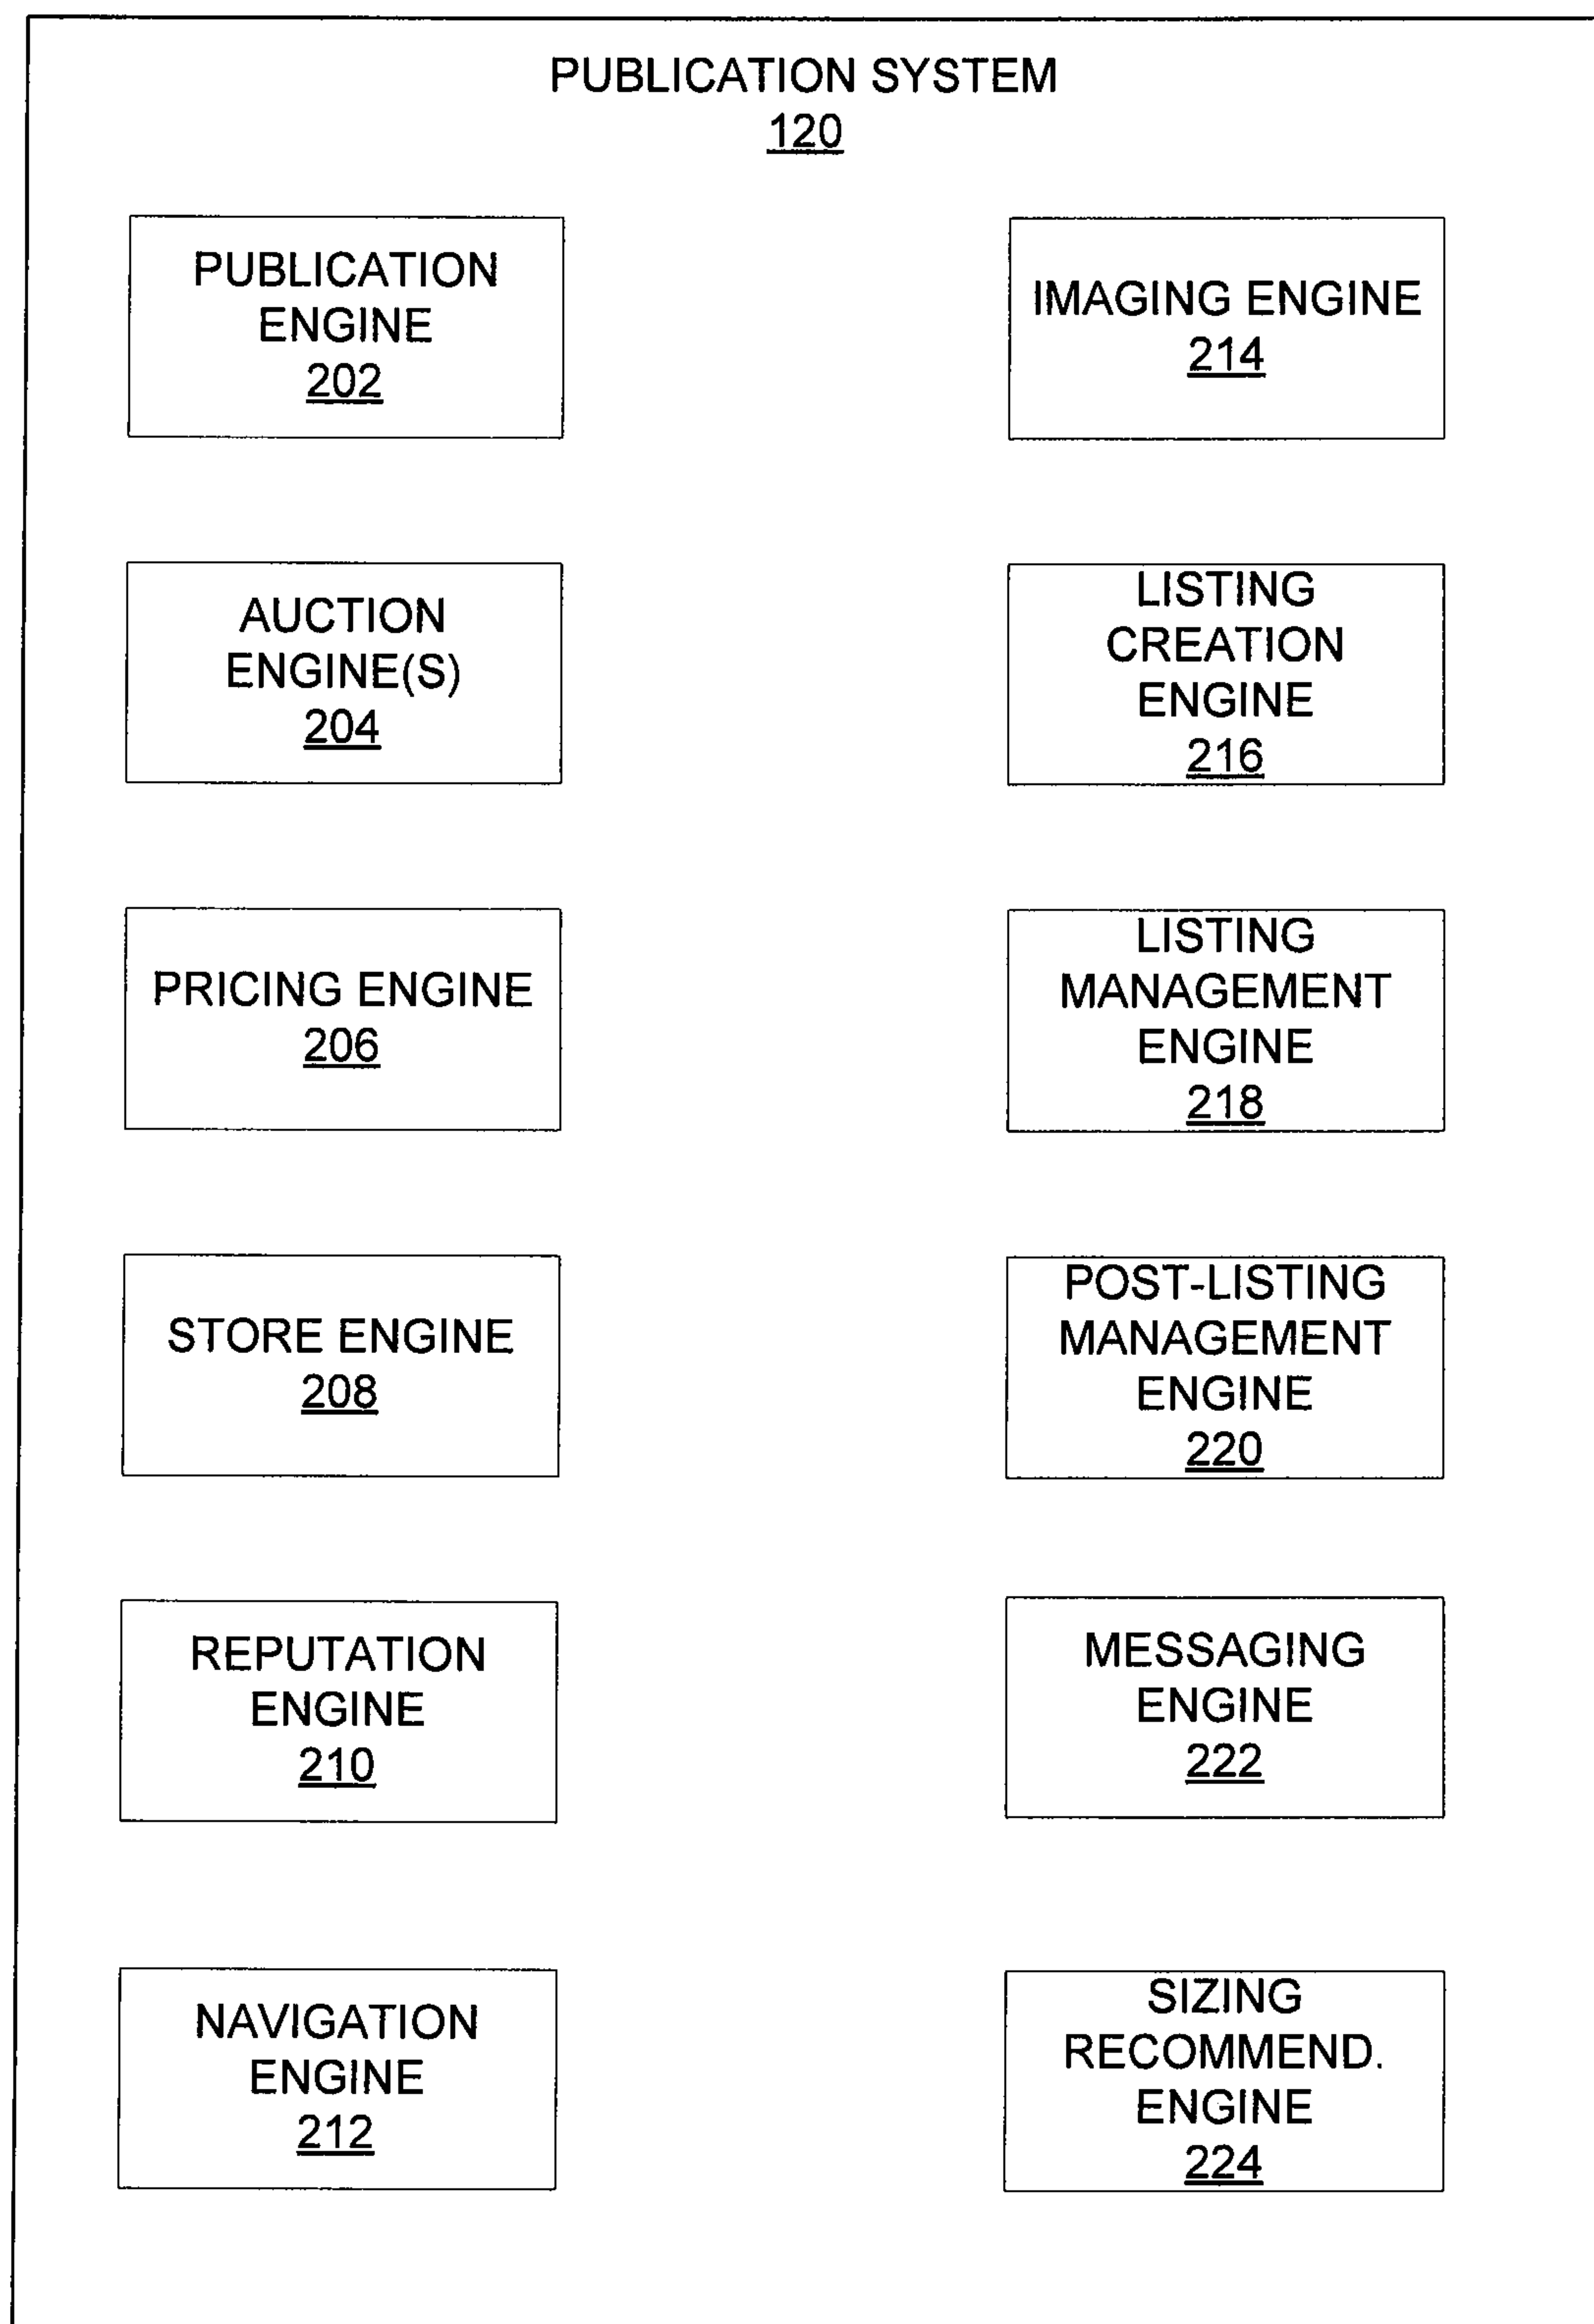 PUBLICATION SYSTEM
120
PUBLICATION
ENGINE
202
AUCTION
ENGINE(S)
204
PRICING ENGINE
206
STORE ENGINE
208
REPUTATION
ENGINE
210
NAVIGATION
ENGINE
212
IMAGING ENGINE
214
LISTING
CREATION
ENGINE
216
LISTING
MANAGEMENT
ENGINE
218
POST-LISTING
MANAGEMENT
ENGINE
220
MESSAGING
ENGINE
222
SIZING
RECOMMEND.
ENGINE
224